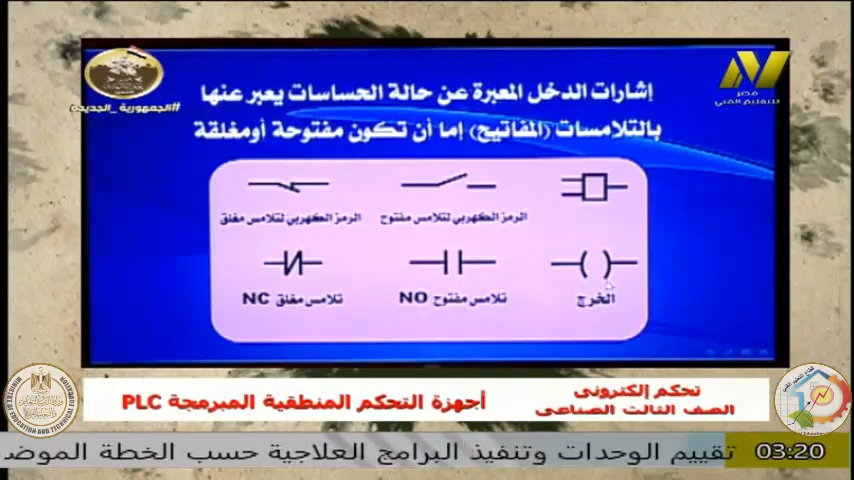 إشارات الدخل المعبرة عن حالة الحساسات يعبر عنها
بالتلامسات (المفاتيح) إما أن تكون مفتوحة أومغلقة
#الجمهورية_الجديدة
مصر
للتعليم الفني
الرمز الكهربي لتلامس مفتوح
الرمز الكهربي لتلامس مغلق
الخرج
تلامس مفتوح NO
تلامس مغلق NC
تحكم إلكترونى
الصف الثالث الصناعى
أجهزة التحكم المنطقية المبرمجة PLC
03:20
تقييم الوحدات وتنفيذ البرامج العلاجية حسب الخطة الموض